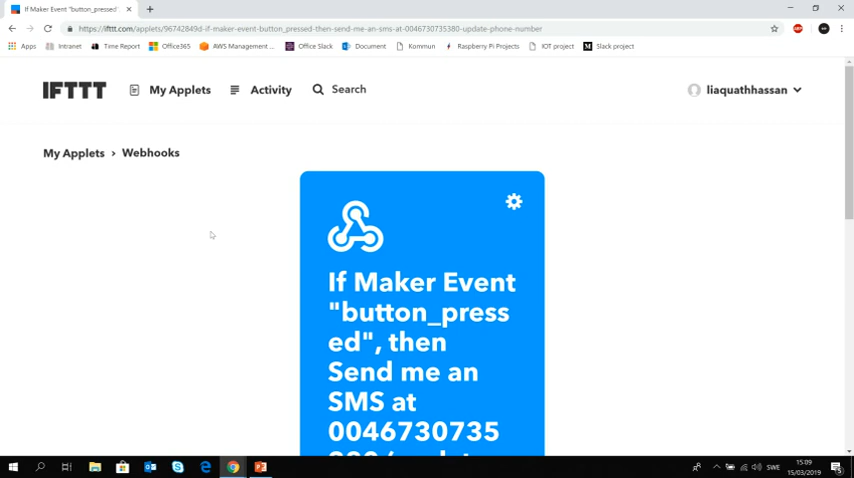 If Maker Event "button_pressed"...
https://ifttt.com/applets/96742849d-if-maker-event-button_pressed-then-send-me-an-sms-at-0046730735380-update-phone-number
Apps Intranet Time Report Office365 AWS Management ... Office Slack Document Kommun Raspberry Pi Projects IOT project Slack project
IFTTT My Applets Activity Search liaquathhassan
My Applets > Webhooks
If Maker Event
"button_press
ed", then
Send me an
SMS at
0046730735
SWE
15:09
15/03/2019